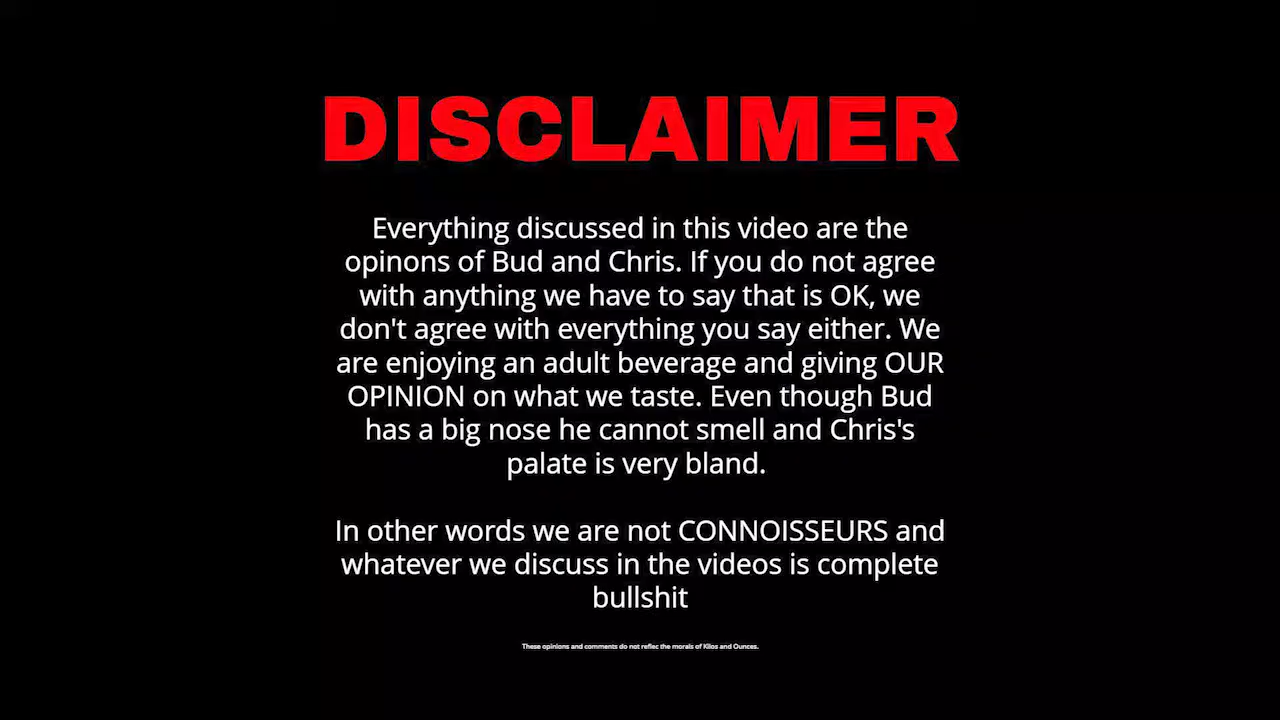 DISCLAIMER
Everything discussed in this video are the
opinons of Bud and Chris. If you do not agree
with anything we have to say that is OK, we
don't agree with everything you say either. We
are enjoying an adult beverage and giving OUR
OPINION on what we taste. Even though Bud
has a big nose he cannot smell and Chris's
palate is very bland.
In other words we are not CONNOISSEURS and
whatever we discuss in the videos is complete
bullshit
These opinions and comments do not reflec the morals of Kilos and Ounces.